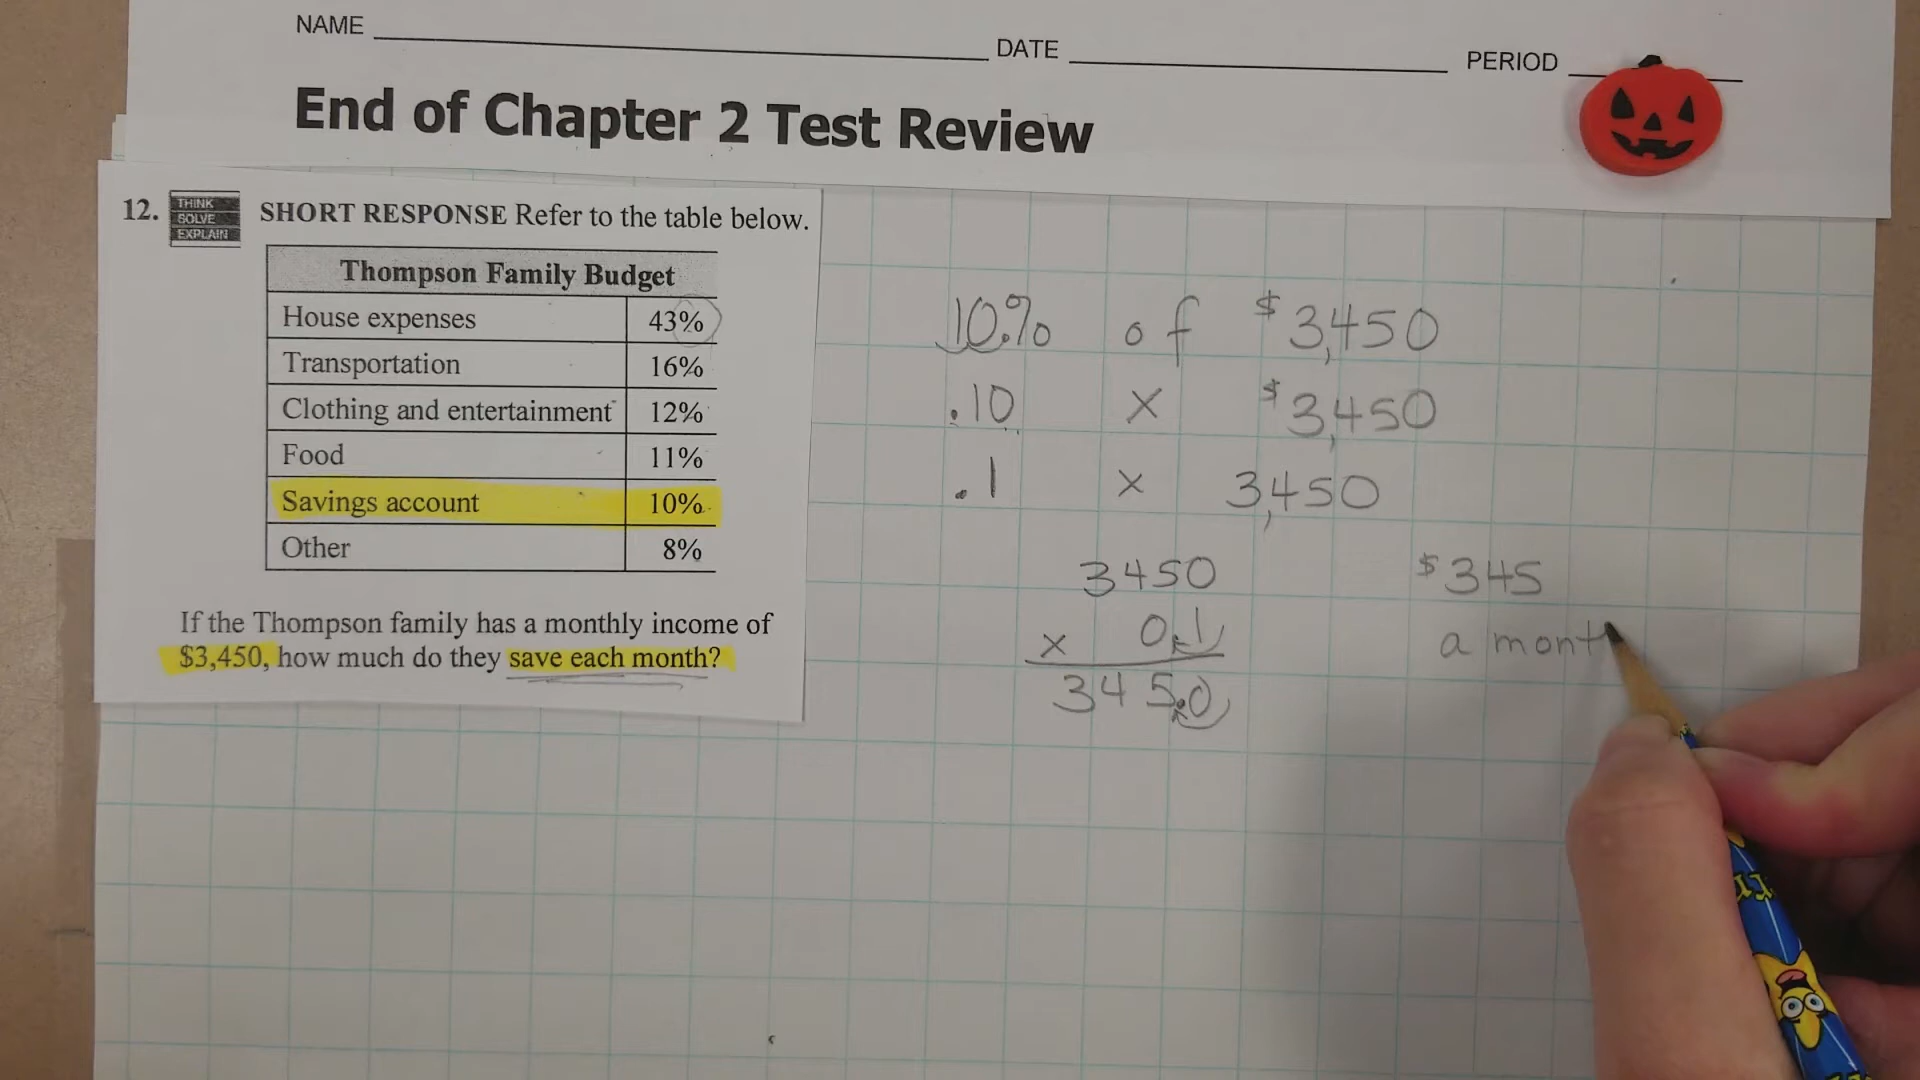 NAME DATE PERIOD
End of Chapter 2 Test Review
12. THINK SOLVE EXPLAIN SHORT RESPONSE Refer to the table below.
Thompson Family Budget
House expenses 43%
Transportation 16%
Clothing and entertainment 12%
Food 11%
Savings account 10%
Other 8%
If the Thompson family has a monthly income of
$3,450, how much do they save each month?
10.% of $3,450
.10 x $3,450
.1 x 3,450
3450
x 0.1
345.0
$345
a mont